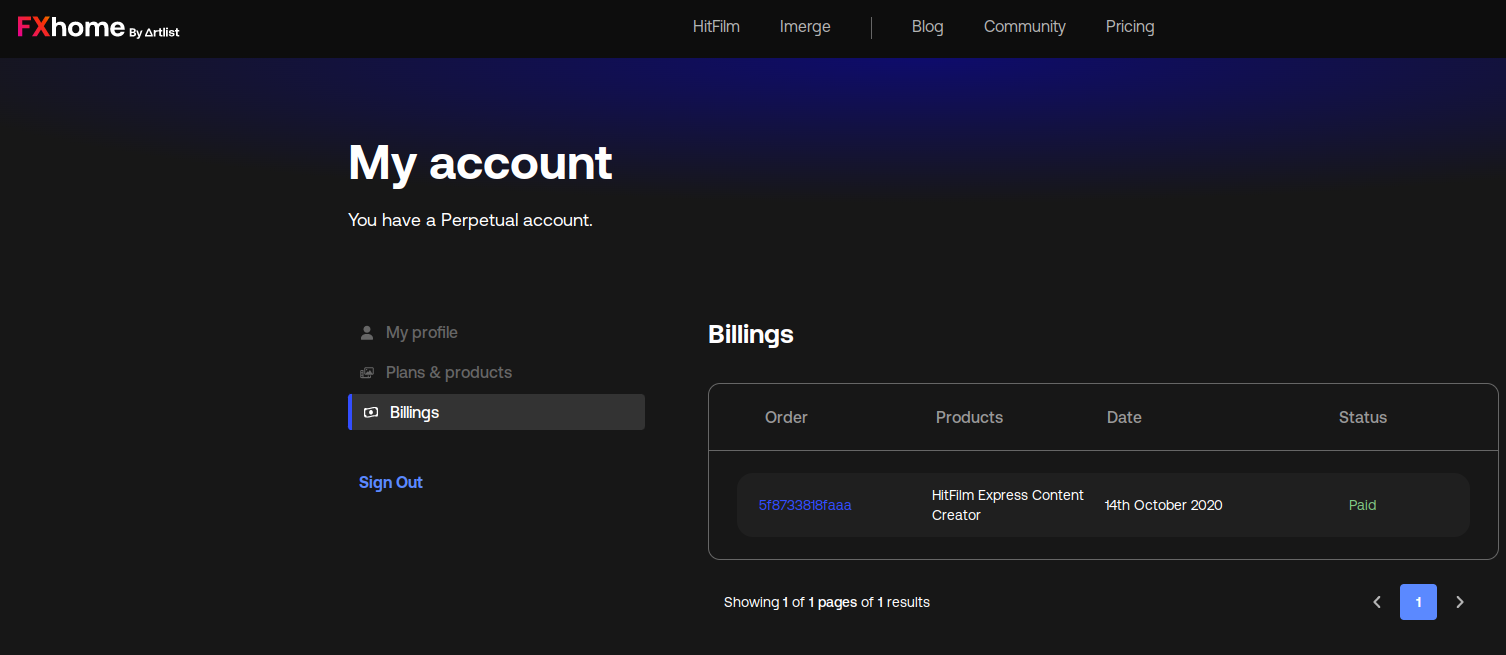 FXhome By Artlist
HitFilm Imerge Blog Community Pricing
My account
You have a Perpetual account.
My profile
Plans & products
Billings
Sign Out
Billings
Order Products Date Status
5f8733818faaa HitFilm Express Content Creator 14th October 2020 Paid
Showing 1 of 1 pages of 1 results
1